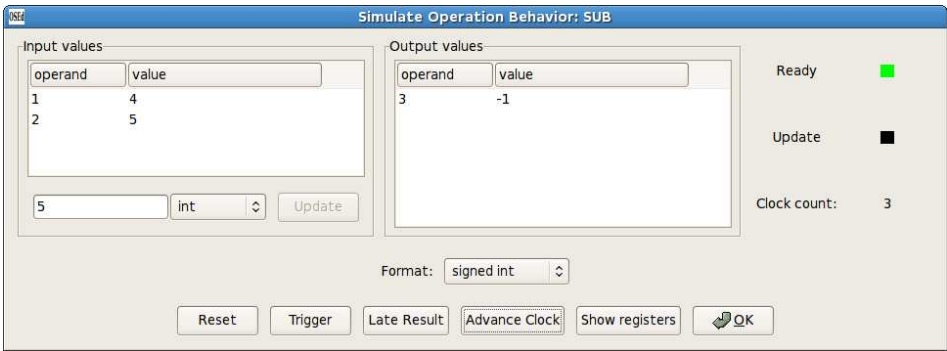 OSEd
Simulate Operation Behavior: SUB
Input values
operand value
1 4
2 5
5 int Update
Output values
operand value
3 -1
Ready
Update
Clock count: 3
Format: signed int
Reset Trigger Late Result Advance Clock Show registers OK